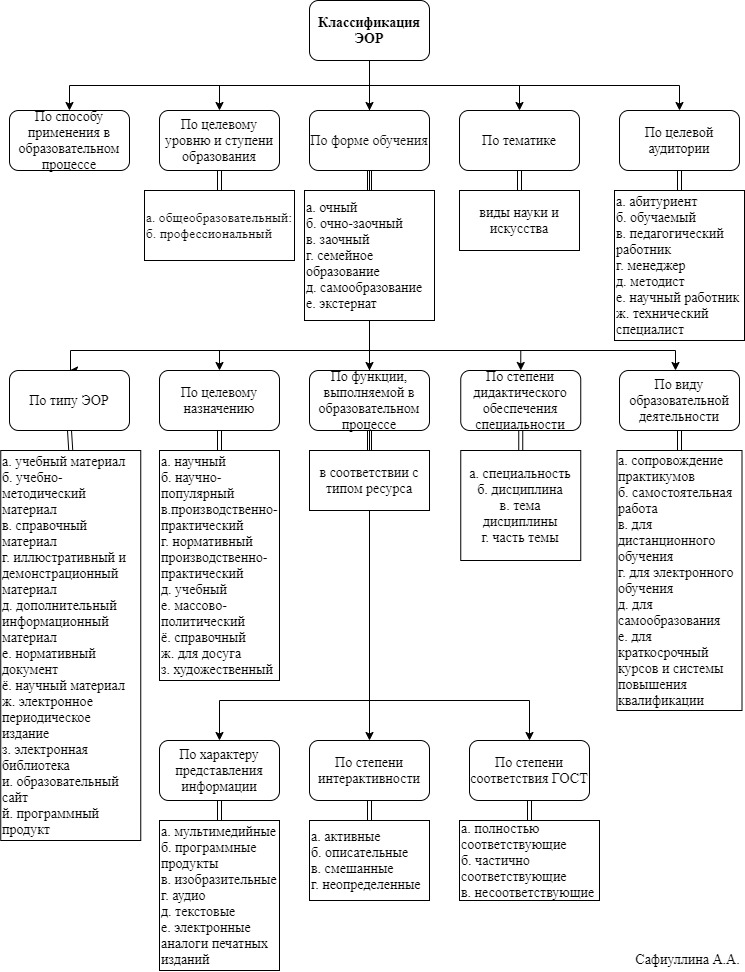 Классификация
ЭОР
По способу
применения в
образовательном
процессе
По целевому
уровню и ступени
образования
По форме обучения
По тематике
По целевой
аудитории
а. общеобразовательный:
б. профессиональный
а. очный
б. очно-заочный
в. заочный
г. семейное
образование
д. самообразование
е. экстернат
виды науки и
искусства
а. абитуриент
б. обучаемый
в. педагогический
работник
г. менеджер
д. методист
е. научный работник
ж. технический
специалист
По типу ЭОР
По целевому
назначению
По функции,
выполняемой в
образовательном
процессе
По степени
дидактического
обеспечения
специальности
По виду
образовательной
деятельности
а. учебный материал
б. учебно-
методический
материал
в. справочный
материал
г. иллюстративный и
демонстрационный
материал
д. дополнительный
информационный
материал
е. нормативный
документ
ё. научный материал
ж. электронное
периодическое
издание
з. электронная
библиотека
и. образовательный
сайт
й. программный
продукт
а. научный
б. научно-
популярный
в.производственно-
практический
г. нормативный
производственно-
практический
д. учебный
е. массово-
политический
ё. справочный
ж. для досуга
з. художественный
в соответствии с
типом ресурса
а. специальность
б. дисциплина
в. тема
дисциплины
г. часть темы
а. сопровождение
практикумов
б. самостоятельная
работа
в. для
дистанционного
обучения
г. для электронного
обучения
д. для
самообразования
е. для
краткосрочный
курсов и системы
повышения
квалификации
По характеру
представления
информации
По степени
интерактивности
По степени
соответствия ГОСТ
а. мультимедийные
б. программные
продукты
в. изобразительные
г. аудио
д. текстовые
е. электронные
аналоги печатных
изданий
а. активные
б. описательные
в. смешанные
г. неопределенные
а. полностью
соответствующие
б. частично
соответствующие
в. несоответствующие
Сафиуллина А.А.